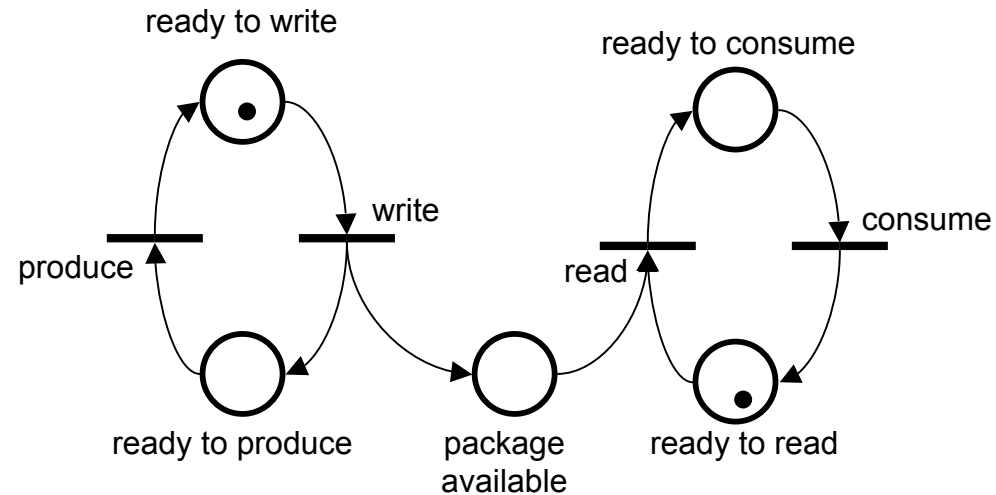 ready to write
ready to consume
write
consume
produce
read
ready to produce
package
available
ready to read